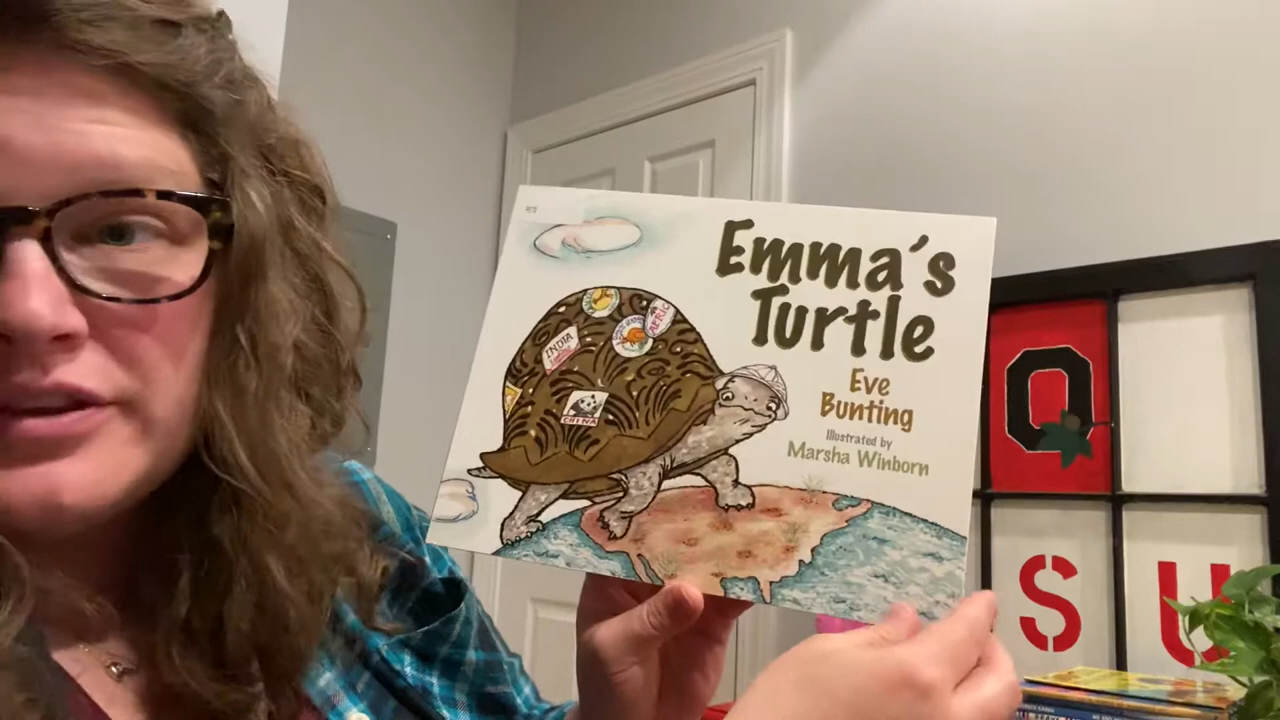 Emma's
Turtle
Eve
Bunting
Illustrated by
Marsha Winborn
INDIA
CHINA
O
S U